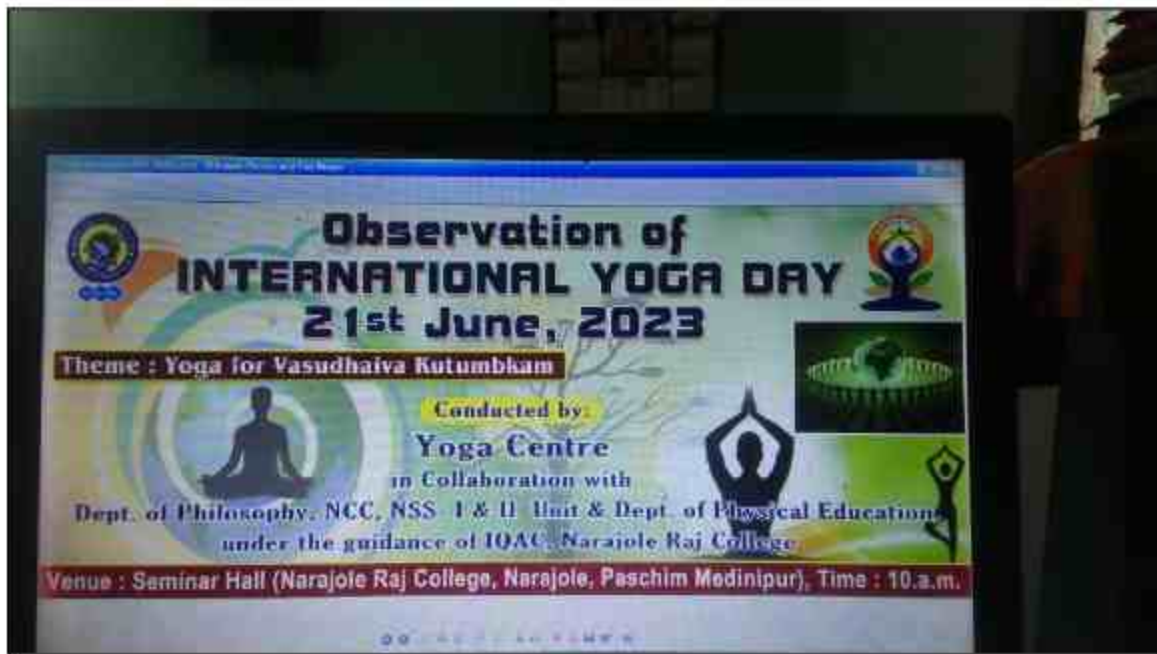 Observation of
INTERNATIONAL YOGA DAY
21st June, 2023
Theme : Yoga for Vasudhaiva Kutumbkam
Conducted by:
Yoga Centre
in Collaboration with
Dept. of Philosophy, NCC, NSS I & II Unit & Dept. of Physical Education
under the guidance of IQAC, Narajole Raj College
Venue : Seminar Hall (Narajole Raj College, Narajole, Paschim Medinipur), Time : 10.a.m.